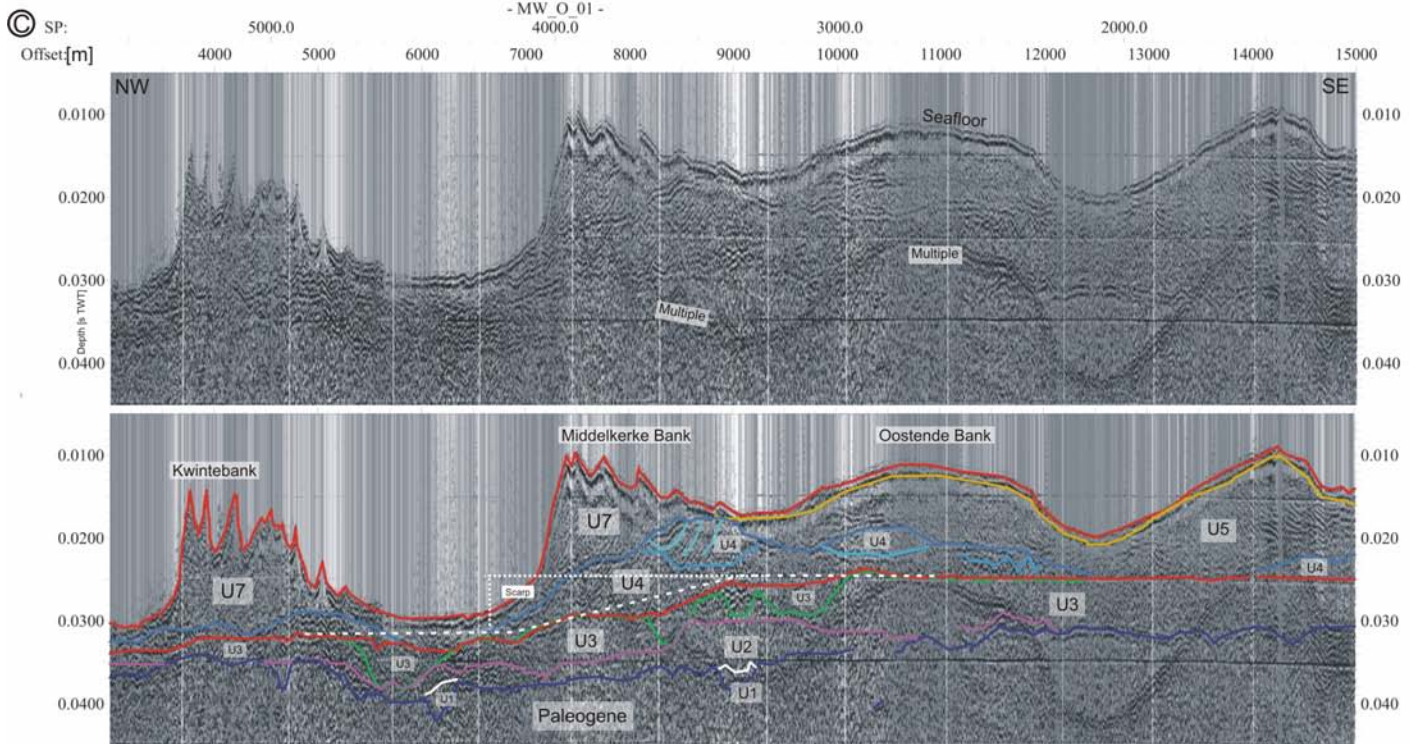 - MW_O_01 -
© SP: 5000.0 4000.0 3000.0 2000.0
Offset:[m] 4000 5000 6000 7000 8000 9000 10000 11000 12000 13000 14000 15000
NW SE
0.0100 0.010
Seafloor
0.0200 0.020
Multiple
0.0300 0.030
Multiple
Depth [s TWT]
0.0400 0.040
Middelkerke Bank Oostende Bank
0.0100 0.010
Kwintebank
U7 U5
0.0200 0.020
U4 U4
U4
U7 Scarp U4
U3 U3
0.0300 0.030
U3 U3 U2
U3
U1 U1
Paleogene
0.0400 0.040